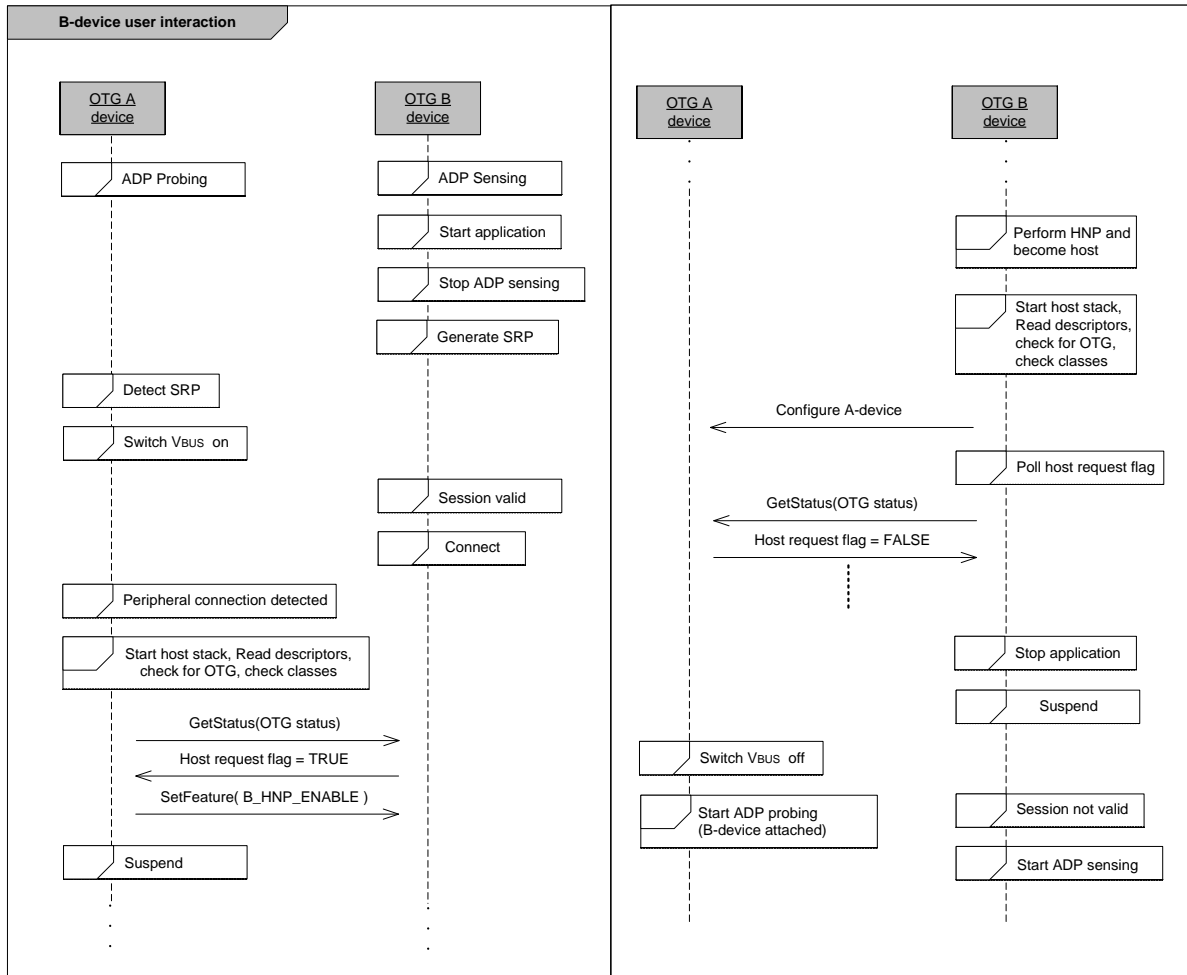 B-device user interaction
OTG A
device
OTG B
device
ADP Probing
ADP Sensing
Start application
Stop ADP sensing
Generate SRP
Detect SRP
Switch VBUS on
Session valid
Connect
Peripheral connection detected
Start host stack, Read descriptors,
check for OTG, check classes
GetStatus(OTG status)
Host request flag = TRUE
SetFeature( B_HNP_ENABLE )
Suspend
OTG A
device
OTG B
device
Perform HNP and
become host
Start host stack,
Read descriptors,
check for OTG,
check classes
Configure A-device
Poll host request flag
GetStatus(OTG status)
Host request flag = FALSE
Stop application
Suspend
Switch VBUS off
Start ADP probing
(B-device attached)
Session not valid
Start ADP sensing